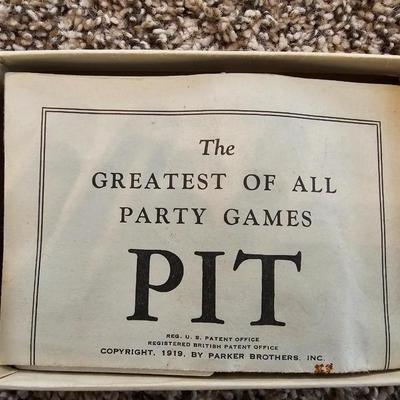 The
GREATEST OF ALL
PARTY GAMES
PIT
REG. U. S. PATENT OFFICE
REGISTERED BRITISH PATENT OFFICE
COPYRIGHT, 1919, BY PARKER BROTHERS, INC.